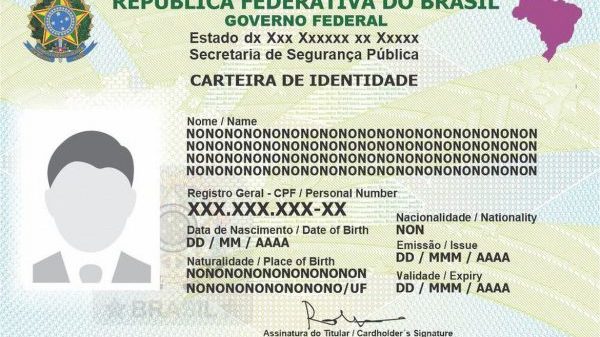 REPÚBLICA FEDERATIVA DO BRASIL
GOVERNO FEDERAL
Estado dx Xxx Xxxxxx xx Xxxxx
Secretaria de Segurança Pública
CARTEIRA DE IDENTIDADE
Nome / Name
NONONONONONONONONONONONONONONONONON
NONONONONONONONONONONONONONONONONON
NONONONONONONONONONONONONONONONONON
NONONONONONONONONONONONONONONONONON
Registro Geral - CPF / Personal Number
XXX.XXX.XXX-XX
Nacionalidade / Nationality
NON
Data de Nascimento / Date of Birth
DD / MM / AAAA
Emissão / Issue
DD / MMM / AAAA
Naturalidade / Place of Birth
NONONONONONONONONON
NONONONONONONONO/UF
Validade / Expiry
DD / MMM / AAAA
BRASIL
Assinatura do Titular / Cardholder´s Signature